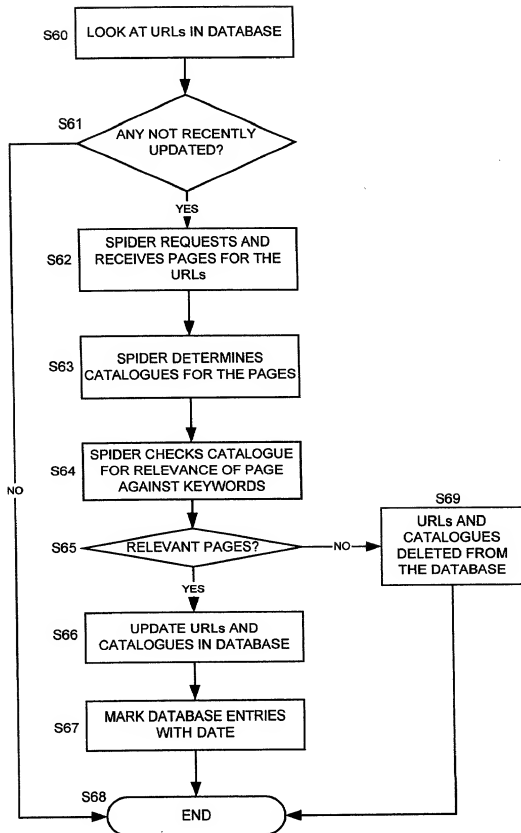 S60
LOOK AT URLs IN DATABASE
S61
ANY NOT RECENTLY
UPDATED?
YES
S62
SPIDER REQUESTS AND
RECEIVES PAGES FOR THE
URLs
S63
SPIDER DETERMINES
CATALOGUES FOR THE PAGES
S64
SPIDER CHECKS CATALOGUE
FOR RELEVANCE OF PAGE
AGAINST KEYWORDS
NO
S65
RELEVANT PAGES?
NO
S69
URLs AND
CATALOGUES
DELETED FROM
THE DATABASE
YES
S66
UPDATE URLs AND
CATALOGUES IN DATABASE
S67
MARK DATABASE ENTRIES
WITH DATE
S68
END